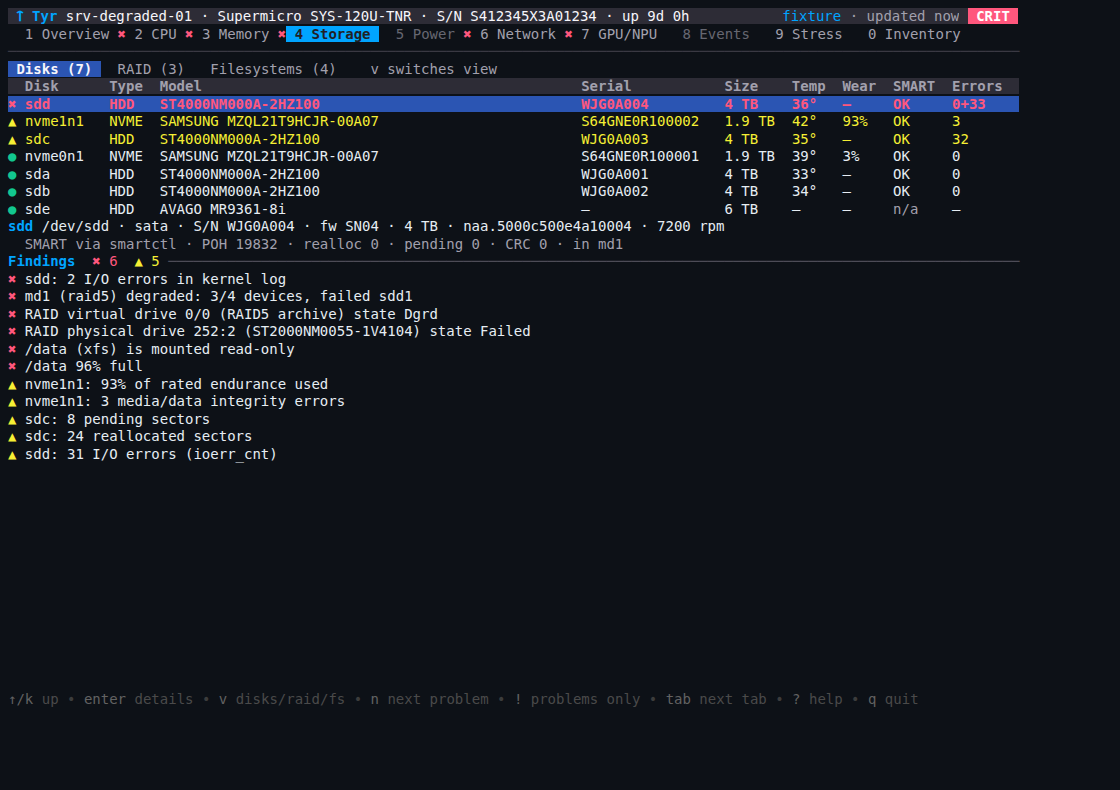 ↑ Tyr srv-degraded-01 · Supermicro SYS-120U-TNR · S/N S412345X3A01234 · up 9d 0h fixture · updated now CRIT
1 Overview ✖ 2 CPU ✖ 3 Memory ✖ 4 Storage 5 Power ✖ 6 Network ✖ 7 GPU/NPU 8 Events 9 Stress 0 Inventory
Disks (7) RAID (3) Filesystems (4) v switches view
Disk Type Model Serial Size Temp Wear SMART Errors
✖ sdd HDD ST4000NM000A-2HZ100 WJG0A004 4 TB 36° — OK 0+33
▲ nvme1n1 NVME SAMSUNG MZQL21T9HCJR-00A07 S64GNE0R100002 1.9 TB 42° 93% OK 3
▲ sdc HDD ST4000NM000A-2HZ100 WJG0A003 4 TB 35° — OK 32
● nvme0n1 NVME SAMSUNG MZQL21T9HCJR-00A07 S64GNE0R100001 1.9 TB 39° 3% OK 0
● sda HDD ST4000NM000A-2HZ100 WJG0A001 4 TB 33° — OK 0
● sdb HDD ST4000NM000A-2HZ100 WJG0A002 4 TB 34° — OK 0
● sde HDD AVAGO MR9361-8i — 6 TB — — n/a —
sdd /dev/sdd · sata · S/N WJG0A004 · fw SN04 · 4 TB · naa.5000c500e4a10004 · 7200 rpm
SMART via smartctl · POH 19832 · realloc 0 · pending 0 · CRC 0 · in md1
Findings ✖ 6 ▲ 5
✖ sdd: 2 I/O errors in kernel log
✖ md1 (raid5) degraded: 3/4 devices, failed sdd1
✖ RAID virtual drive 0/0 (RAID5 archive) state Dgrd
✖ RAID physical drive 252:2 (ST2000NM0055-1V4104) state Failed
✖ /data (xfs) is mounted read-only
✖ /data 96% full
▲ nvme1n1: 93% of rated endurance used
▲ nvme1n1: 3 media/data integrity errors
▲ sdc: 8 pending sectors
▲ sdc: 24 reallocated sectors
▲ sdd: 31 I/O errors (ioerr_cnt)
↑/k up • enter details • v disks/raid/fs • n next problem • ! problems only • tab next tab • ? help • q quit